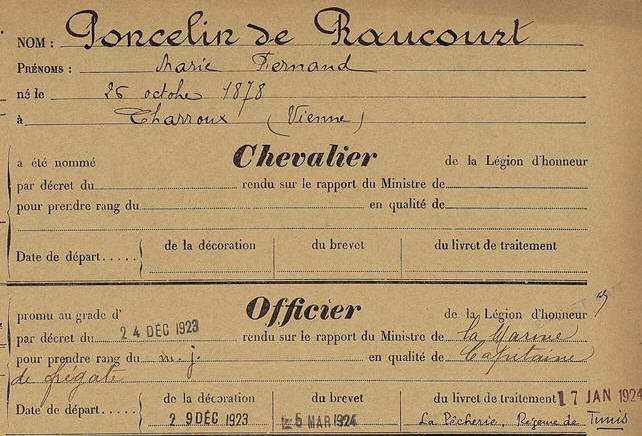 NOM : Poncelin de Raucourt
PRÉNOMS : Marie Fernand
né le 26 octobre 1878
à Charroux (Vienne)
a été nommé Chevalier de la Légion d'honneur
par décret du rendu sur le rapport du Ministre de
pour prendre rang du en qualité de
Date de départ..... de la décoration du brevet du livret de traitement
promu au grade d' Officier de la Légion d'honneur
par décret du 24 DÉC 1923 rendu sur le rapport du Ministre de la Marine
pour prendre rang du m. j. en qualité de Capitaine
de frégate
Date de départ..... de la décoration du brevet du livret de traitement 17 JAN 1924
29 DÉC 1923 5 MAR 1924 La Pêcherie, Régence de Tunis